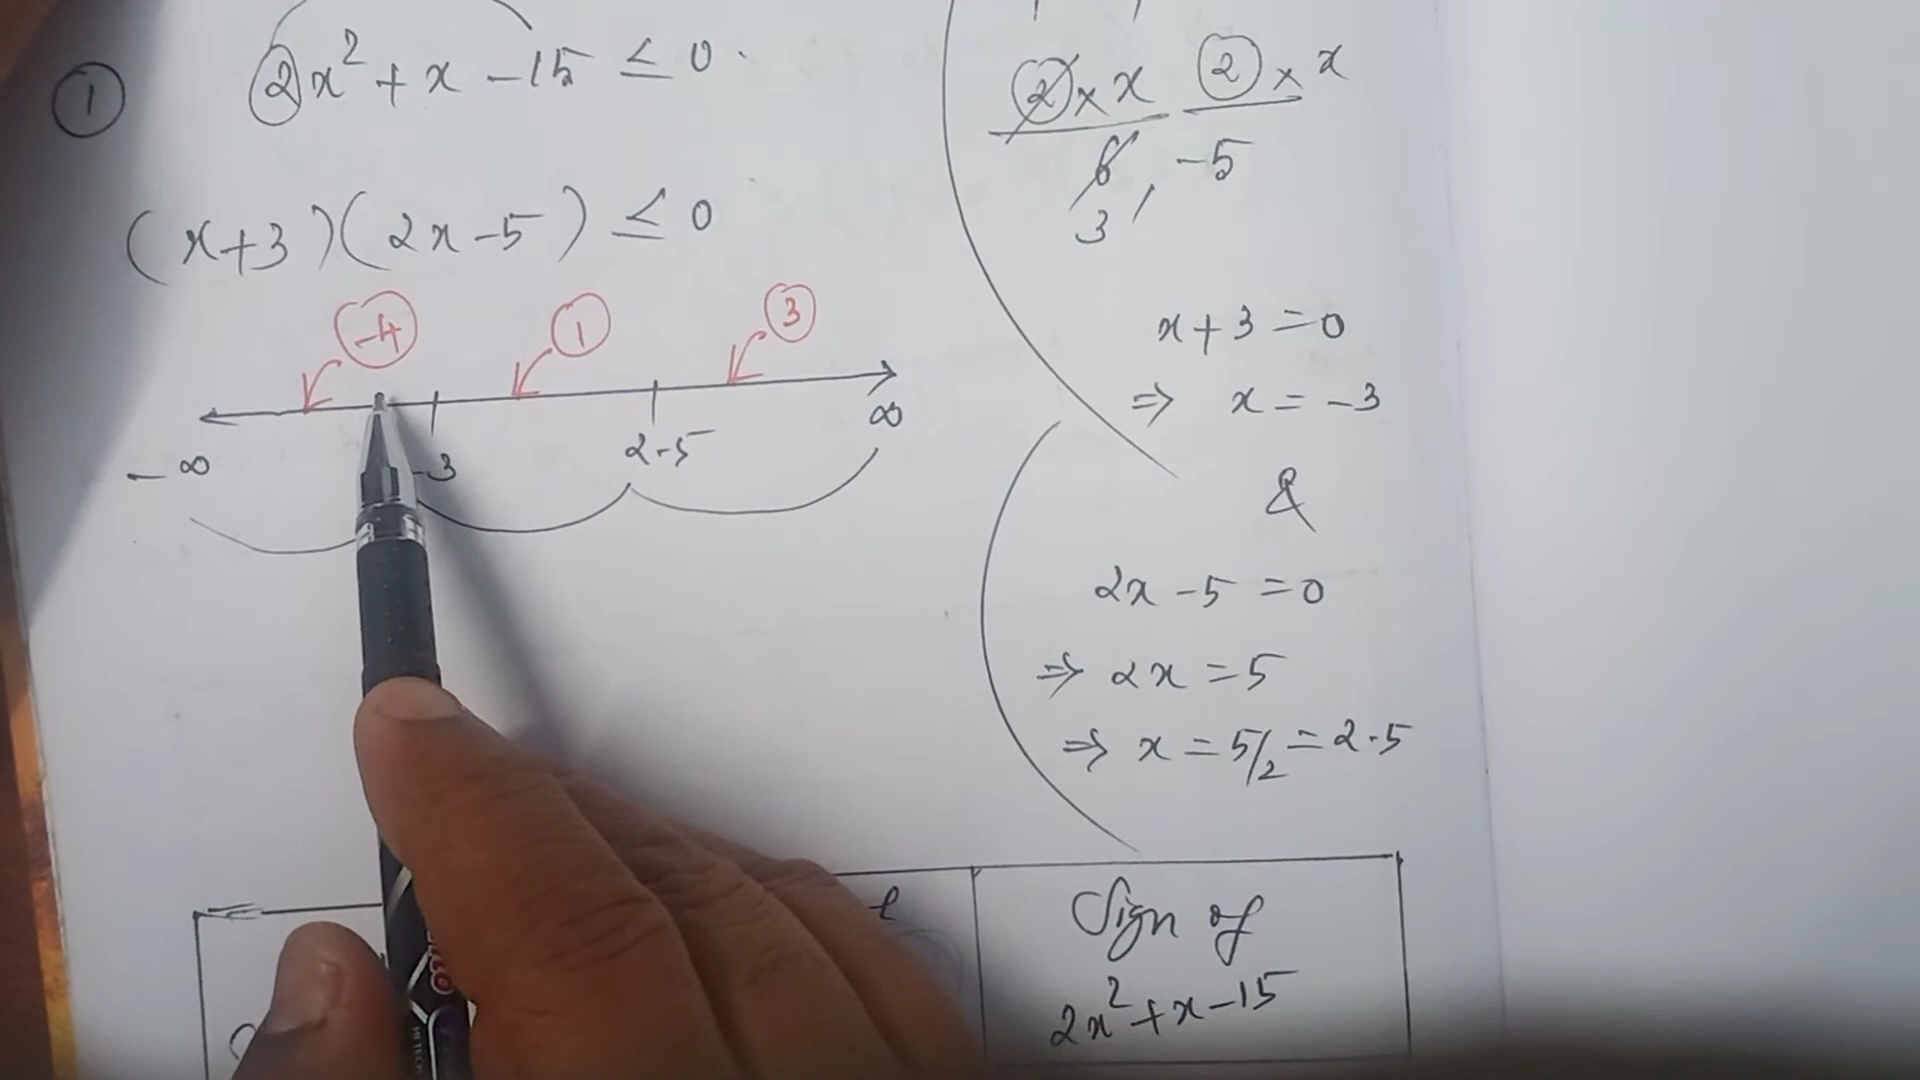 ① 2x² + x - 15 ≤ 0.
(x+3)(2x-5) ≤ 0
-4 1 3
-∞ -3 2.5 ∞
2 × x 2 × x
6, -5
3
x + 3 = 0
⇒ x = -3
&
2x - 5 = 0
⇒ 2x = 5
⇒ x = 5/2 = 2.5
Sign of
2x² + x - 15